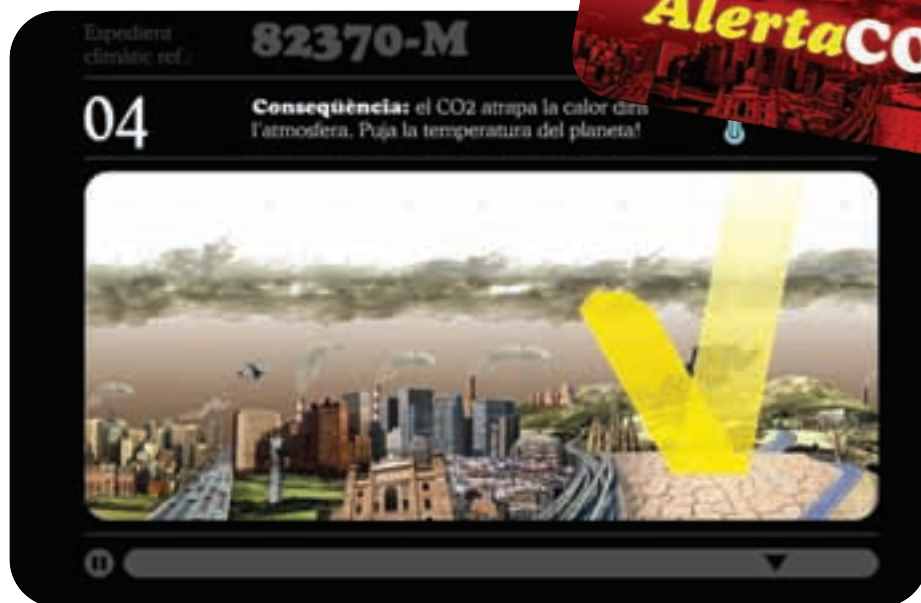 Expedient
climàtic ref.:
82370-M
AlertaCO
04
Conseqüència: el CO2 atrapa la calor dins
l'atmosfera. Puja la temperatura del planeta!